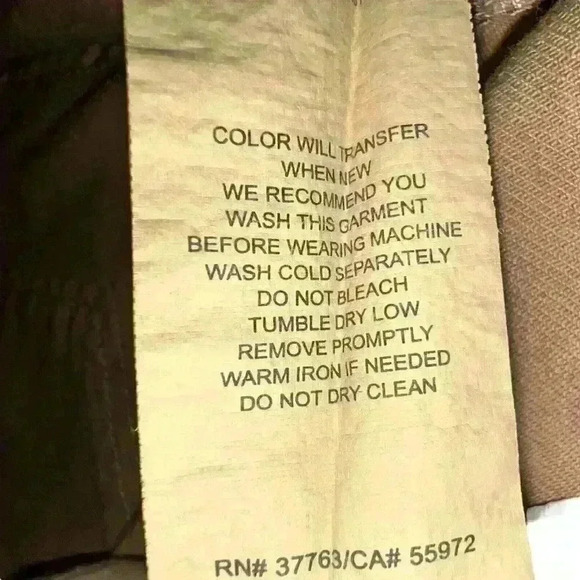 COLOR WILL TRANSFER
WHEN NEW
WE RECOMMEND YOU
WASH THIS GARMENT
BEFORE WEARING MACHINE
WASH COLD SEPARATELY
DO NOT BLEACH
TUMBLE DRY LOW
REMOVE PROMPTLY
WARM IRON IF NEEDED
DO NOT DRY CLEAN
RN# 37763/CA# 55972